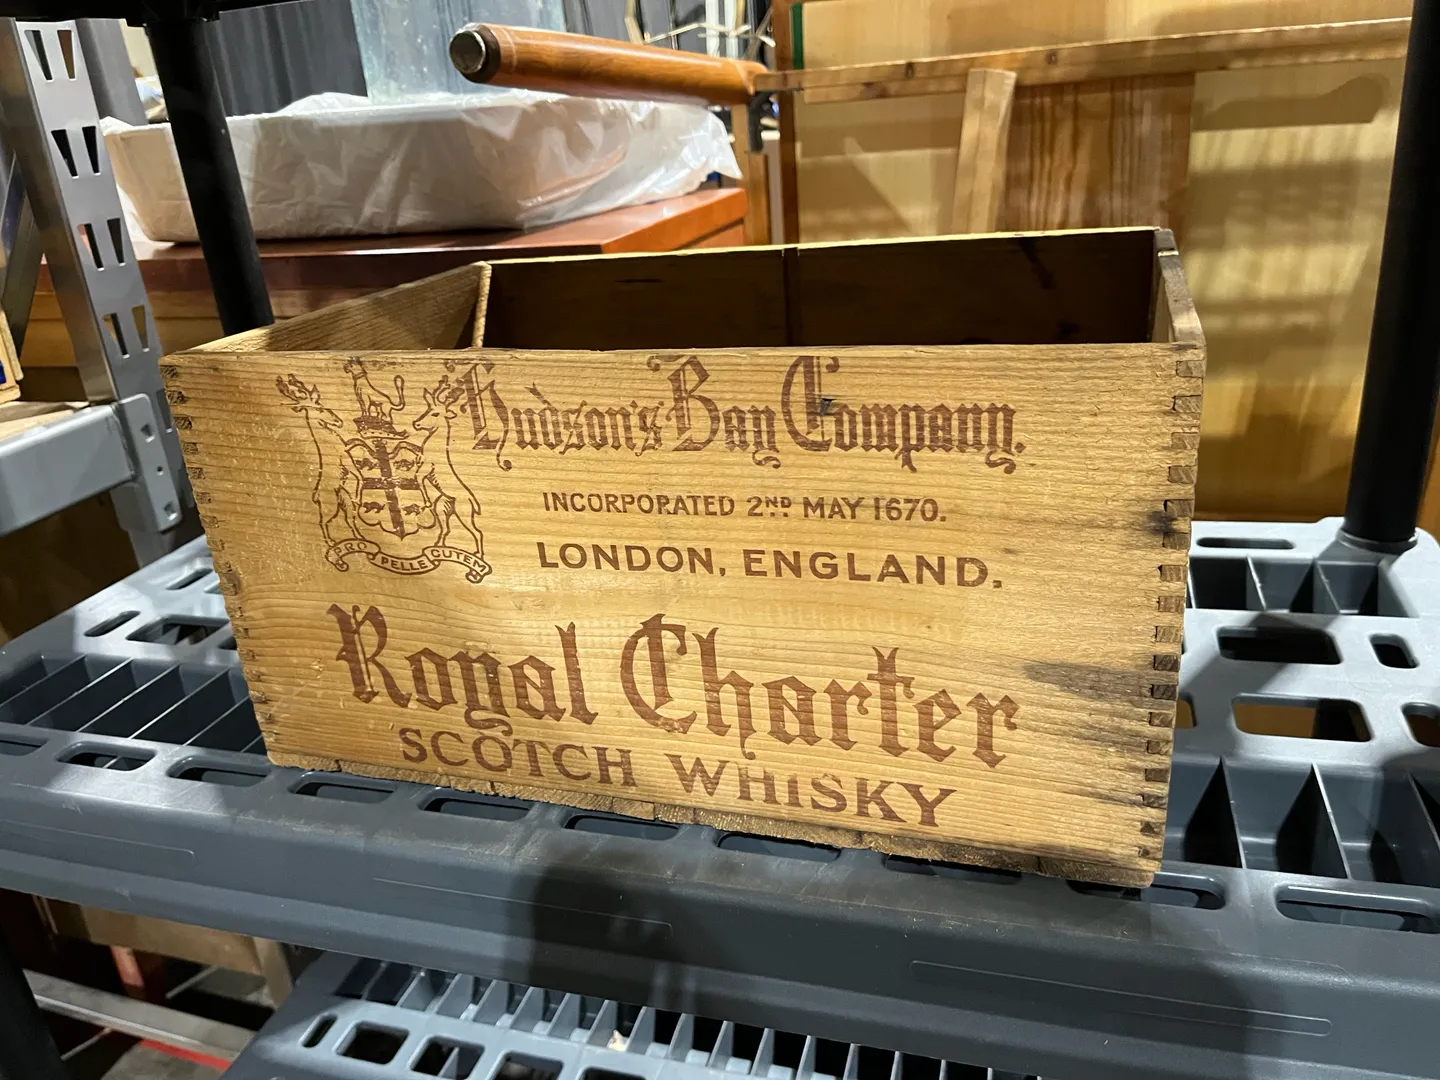 Hudson's Bay Company.
INCORPORATED 2ND MAY 1670.
LONDON, ENGLAND.
PRO PELLE CUTEM
Royal Charter
SCOTCH WHISKY